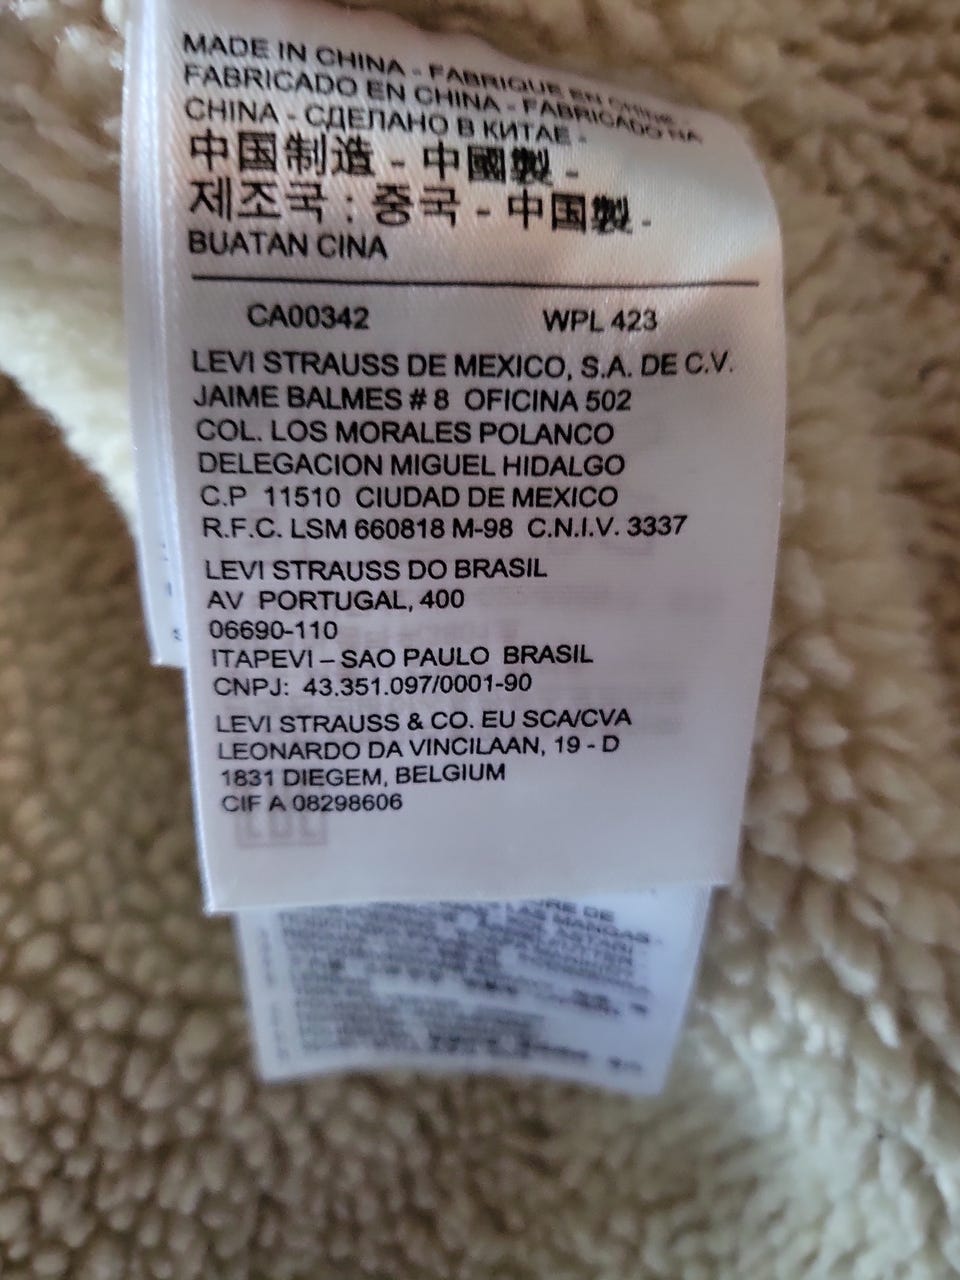 MADE IN CHINA - FABRIQUE EN CHINE -
FABRICADO EN CHINA - FABRICADO NA
CHINA - СДЕЛАНО В КИТАЕ -
中国制造 - 中國製 -
제조국 : 중국 - 中国製 -
BUATAN CINA
CA00342 WPL 423
LEVI STRAUSS DE MEXICO, S.A. DE C.V.
JAIME BALMES # 8 OFICINA 502
COL. LOS MORALES POLANCO
DELEGACION MIGUEL HIDALGO
C.P 11510 CIUDAD DE MEXICO
R.F.C. LSM 660818 M-98 C.N.I.V. 3337
LEVI STRAUSS DO BRASIL
AV PORTUGAL, 400
06690-110
ITAPEVI – SAO PAULO BRASIL
CNPJ: 43.351.097/0001-90
LEVI STRAUSS & CO. EU SCA/CVA
LEONARDO DA VINCILAAN, 19 - D
1831 DIEGEM, BELGIUM
CIF A 08298606
DE
LAS MANGAS